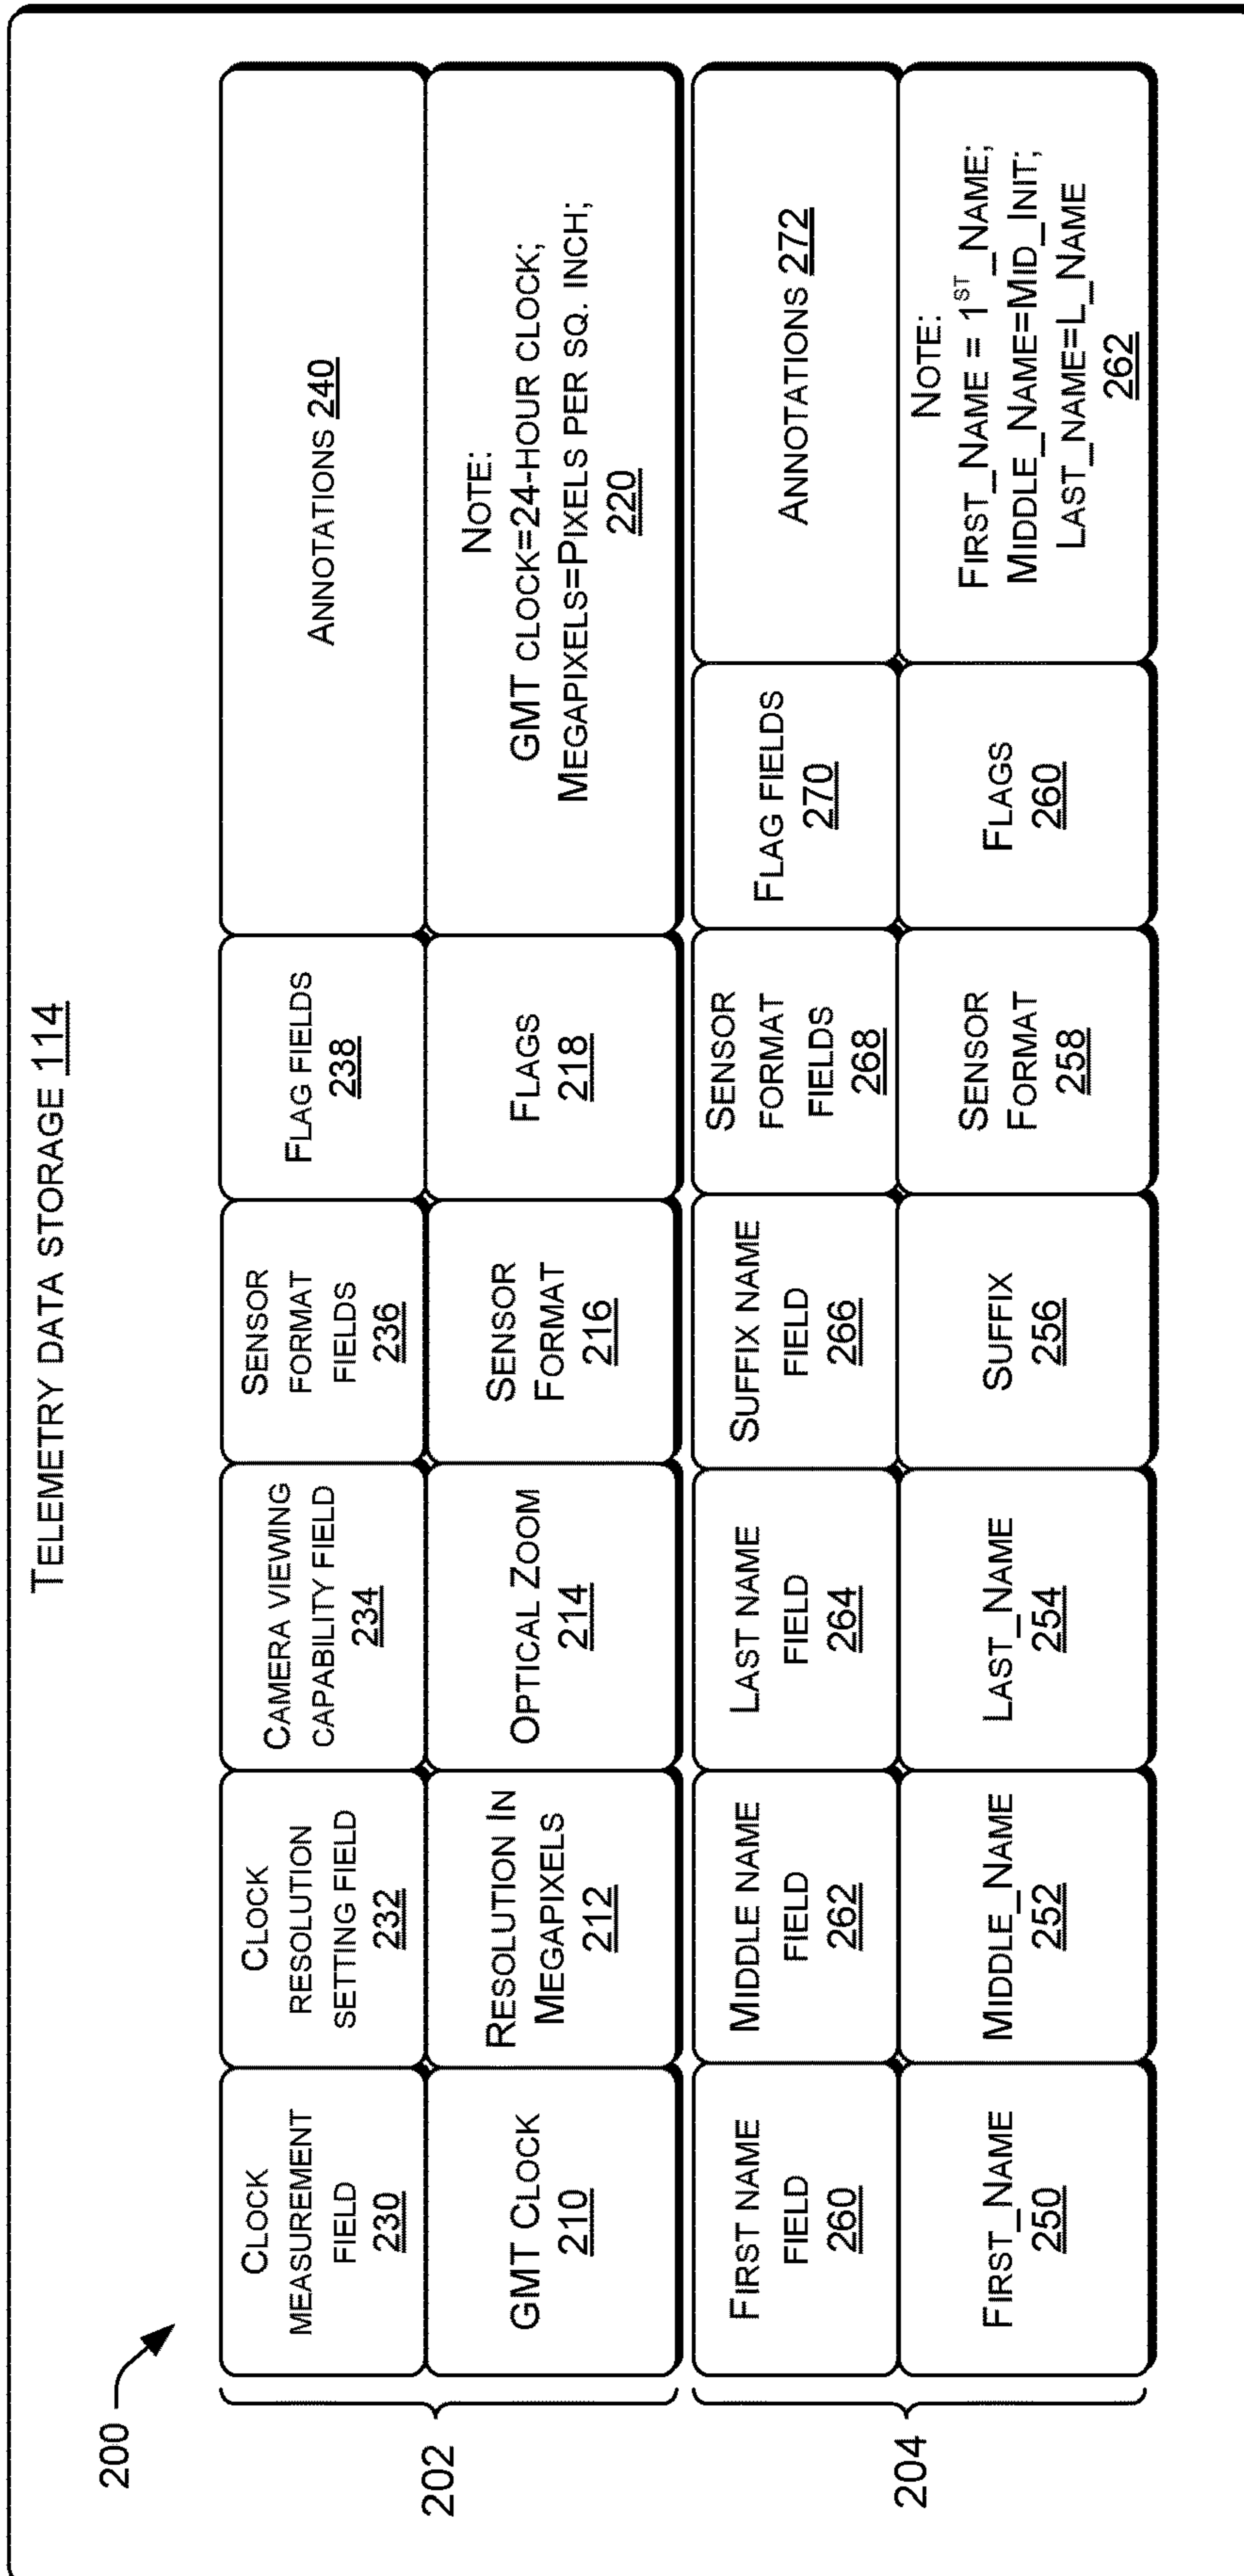 TELEMETRY DATA STORAGE 114
200
202
CLOCK
MEASUREMENT
FIELD
230
CLOCK
RESOLUTION
SETTING FIELD
232
CAMERA VIEWING
CAPABILITY FIELD
234
SENSOR
FORMAT
FIELDS
236
FLAG FIELDS
238
ANNOTATIONS 240
GMT CLOCK
210
RESOLUTION IN
MEGAPIXELS
212
OPTICAL ZOOM
214
SENSOR
FORMAT
216
FLAGS
218
NOTE:
GMT CLOCK=24-HOUR CLOCK;
MEGAPIXELS=PIXELS PER SQ. INCH;
220
204
FIRST NAME
FIELD
260
MIDDLE NAME
FIELD
262
LAST NAME
FIELD
264
SUFFIX NAME
FIELD
266
SENSOR
FORMAT
FIELDS
268
FLAG FIELDS
270
ANNOTATIONS 272
FIRST_NAME
250
MIDDLE_NAME
252
LAST_NAME
254
SUFFIX
256
SENSOR
FORMAT
258
FLAGS
260
NOTE:
FIRST_NAME = 1ST_NAME;
MIDDLE_NAME=MID_INIT;
LAST_NAME=L_NAME
262